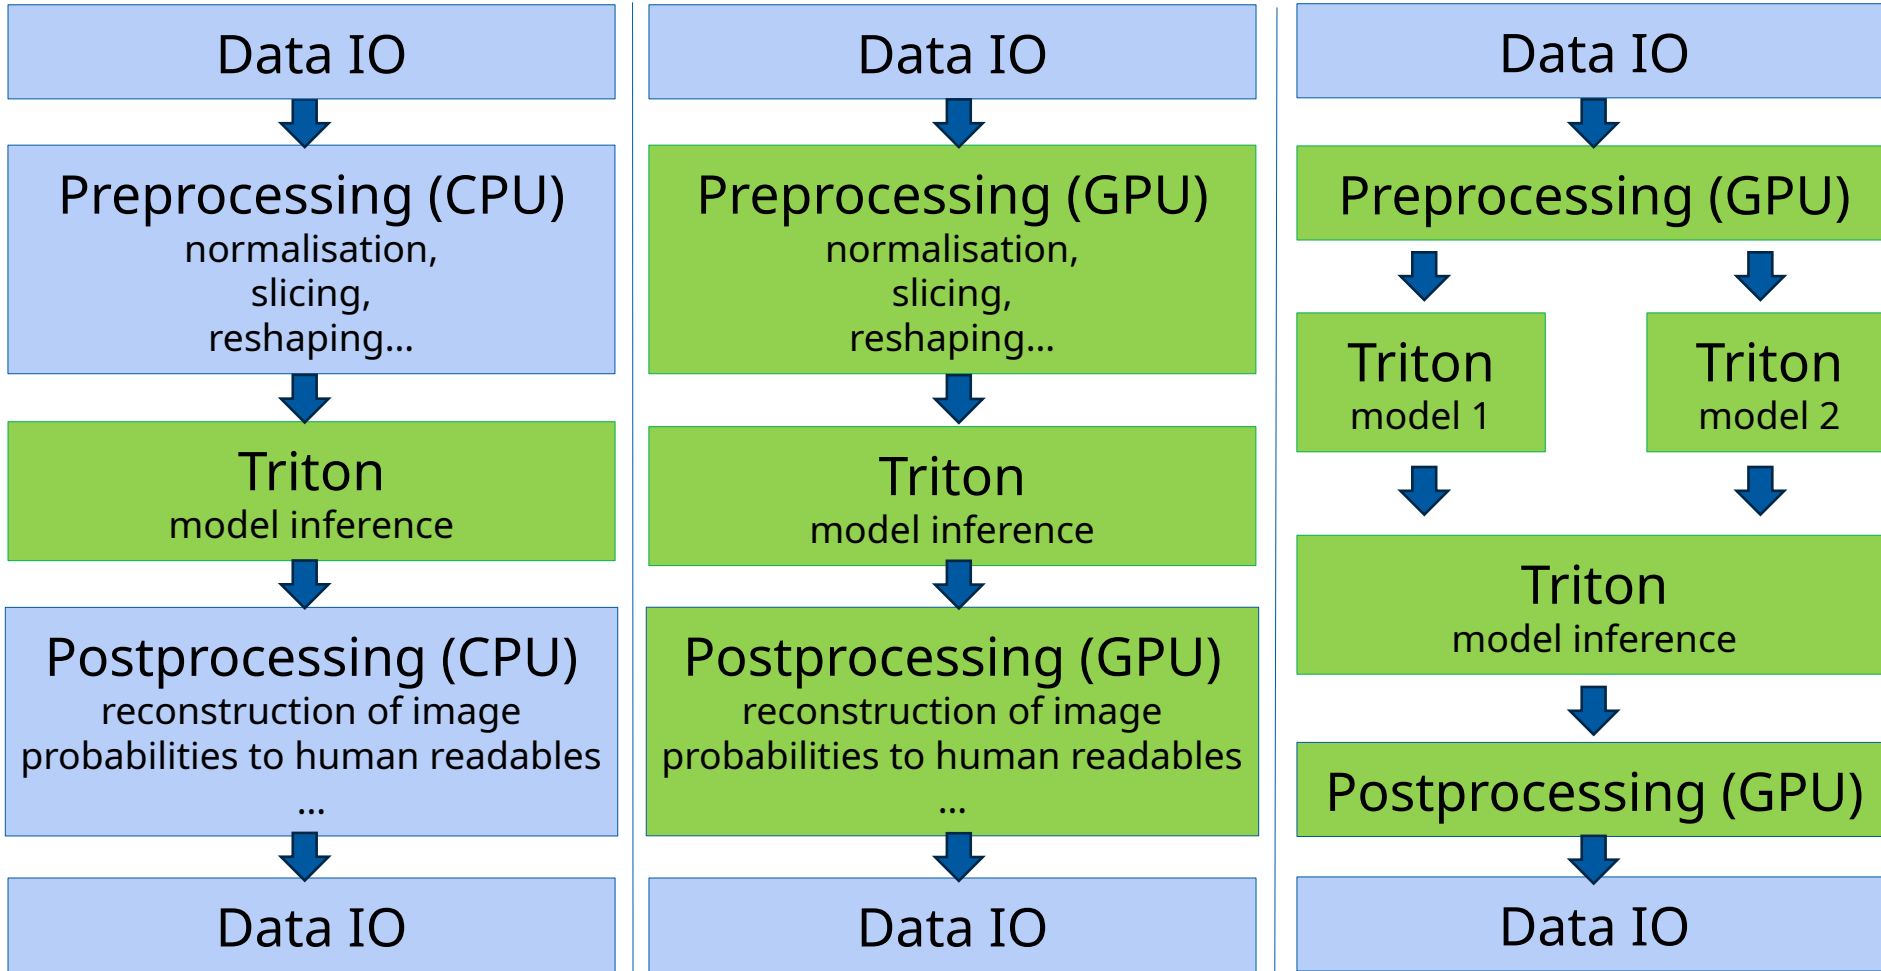 Data IO
Preprocessing (CPU)
normalisation,
slicing,
reshaping...
Triton
model inference
Postprocessing (CPU)
reconstruction of image
probabilities to human readables
...
Data IO
Data IO
Preprocessing (GPU)
normalisation,
slicing,
reshaping...
Triton
model inference
Postprocessing (GPU)
reconstruction of image
probabilities to human readables
...
Data IO
Data IO
Preprocessing (GPU)
Triton
model 1
Triton
model 2
Triton
model inference
Postprocessing (GPU)
Data IO